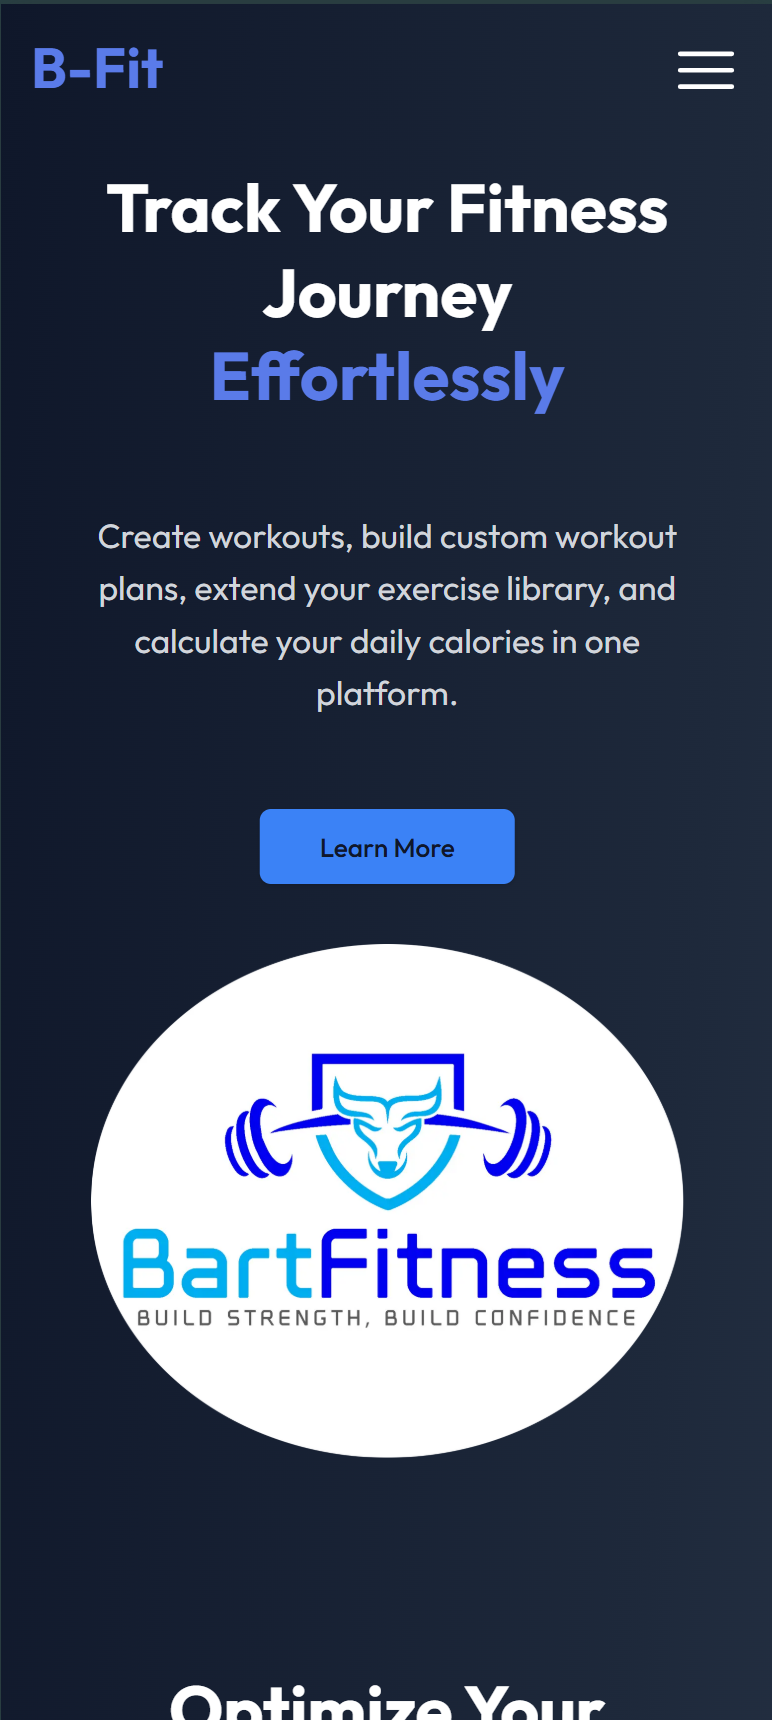 B-Fit
Track Your Fitness
Journey
Effortlessly
Create workouts, build custom workout
plans, extend your exercise library, and
calculate your daily calories in one
platform.
Learn More
BartFitness
BUILD STRENGTH, BUILD CONFIDENCE
Optimize Your